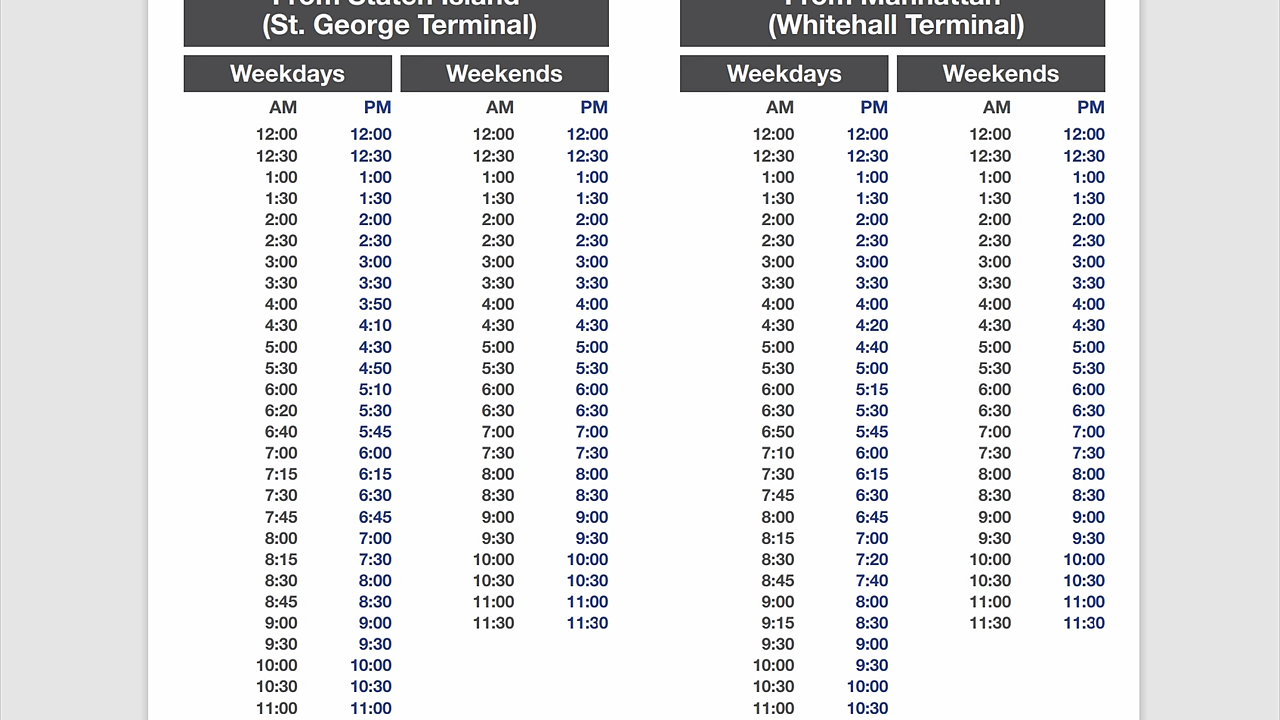 From Staten Island From Manhattan
(St. George Terminal) (Whitehall Terminal)
Weekdays Weekends Weekdays Weekends
AM PM AM PM AM PM AM PM
12:00 12:00 12:00 12:00 12:00 12:00 12:00 12:00
12:30 12:30 12:30 12:30 12:30 12:30 12:30 12:30
1:00 1:00 1:00 1:00 1:00 1:00 1:00 1:00
1:30 1:30 1:30 1:30 1:30 1:30 1:30 1:30
2:00 2:00 2:00 2:00 2:00 2:00 2:00 2:00
2:30 2:30 2:30 2:30 2:30 2:30 2:30 2:30
3:00 3:00 3:00 3:00 3:00 3:00 3:00 3:00
3:30 3:30 3:30 3:30 3:30 3:30 3:30 3:30
4:00 3:50 4:00 4:00 4:00 4:00 4:00 4:00
4:30 4:10 4:30 4:30 4:30 4:20 4:30 4:30
5:00 4:30 5:00 5:00 5:00 4:40 5:00 5:00
5:30 4:50 5:30 5:30 5:30 5:00 5:30 5:30
6:00 5:10 6:00 6:00 6:00 5:15 6:00 6:00
6:20 5:30 6:30 6:30 6:30 5:30 6:30 6:30
6:40 5:45 7:00 7:00 6:50 5:45 7:00 7:00
7:00 6:00 7:30 7:30 7:10 6:00 7:30 7:30
7:15 6:15 8:00 8:00 7:30 6:15 8:00 8:00
7:30 6:30 8:30 8:30 7:45 6:30 8:30 8:30
7:45 6:45 9:00 9:00 8:00 6:45 9:00 9:00
8:00 7:00 9:30 9:30 8:15 7:00 9:30 9:30
8:15 7:30 10:00 10:00 8:30 7:20 10:00 10:00
8:30 8:00 10:30 10:30 8:45 7:40 10:30 10:30
8:45 8:30 11:00 11:00 9:00 8:00 11:00 11:00
9:00 9:00 11:30 11:30 9:15 8:30 11:30 11:30
9:30 9:30 9:30 9:00
10:00 10:00 10:00 9:30
10:30 10:30 10:30 10:00
11:00 11:00 11:00 10:30